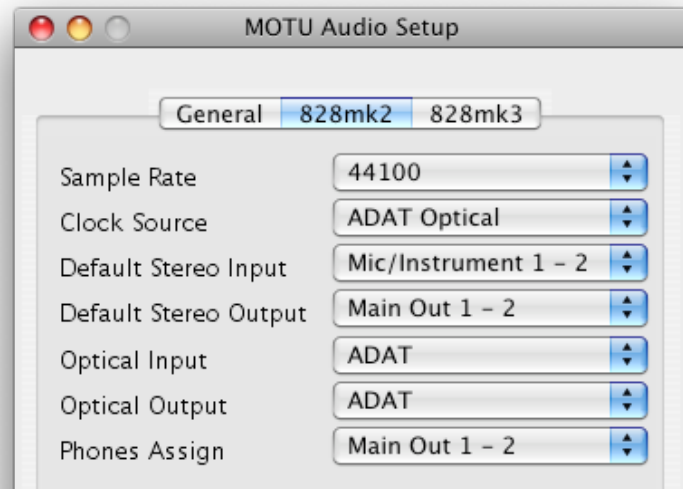 MOTU Audio Setup
General 828mk2 828mk3
Sample Rate 44100
Clock Source ADAT Optical
Default Stereo Input Mic/Instrument 1 – 2
Default Stereo Output Main Out 1 – 2
Optical Input ADAT
Optical Output ADAT
Phones Assign Main Out 1 – 2